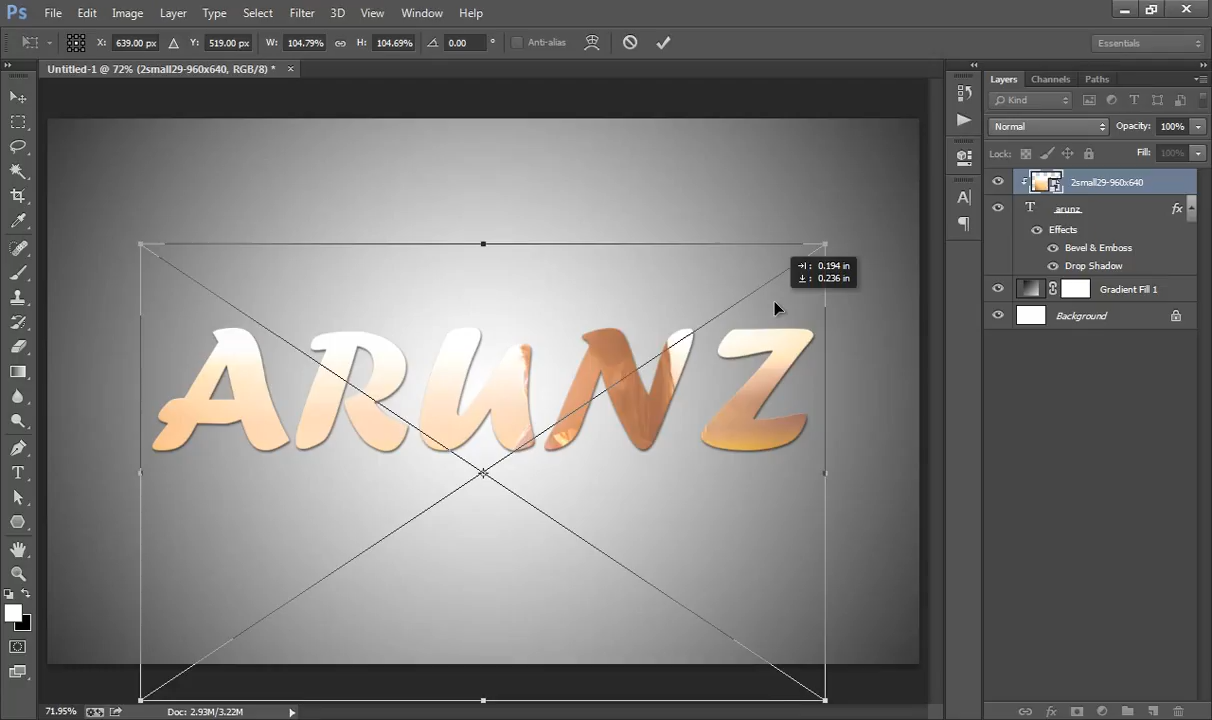 Ps File Edit Image Layer Type Select Filter 3D View Window Help
X: 639.00 px Y: 519.00 px W: 104.79% H: 104.69% 0.00 ° Anti-alias Essentials
Untitled-1 @ 72% (2small29-960x640, RGB/8) * ×
Layers Channels Paths
Kind
Normal Opacity: 100%
Lock: Fill: 100%
2small29-960x640
T arunz fx
Effects
Bevel & Emboss
Drop Shadow
Gradient Fill 1
Background
→|: 0.194 in
↓: 0.236 in
ARUNZ
71.95% Doc: 2.93M/3.22M